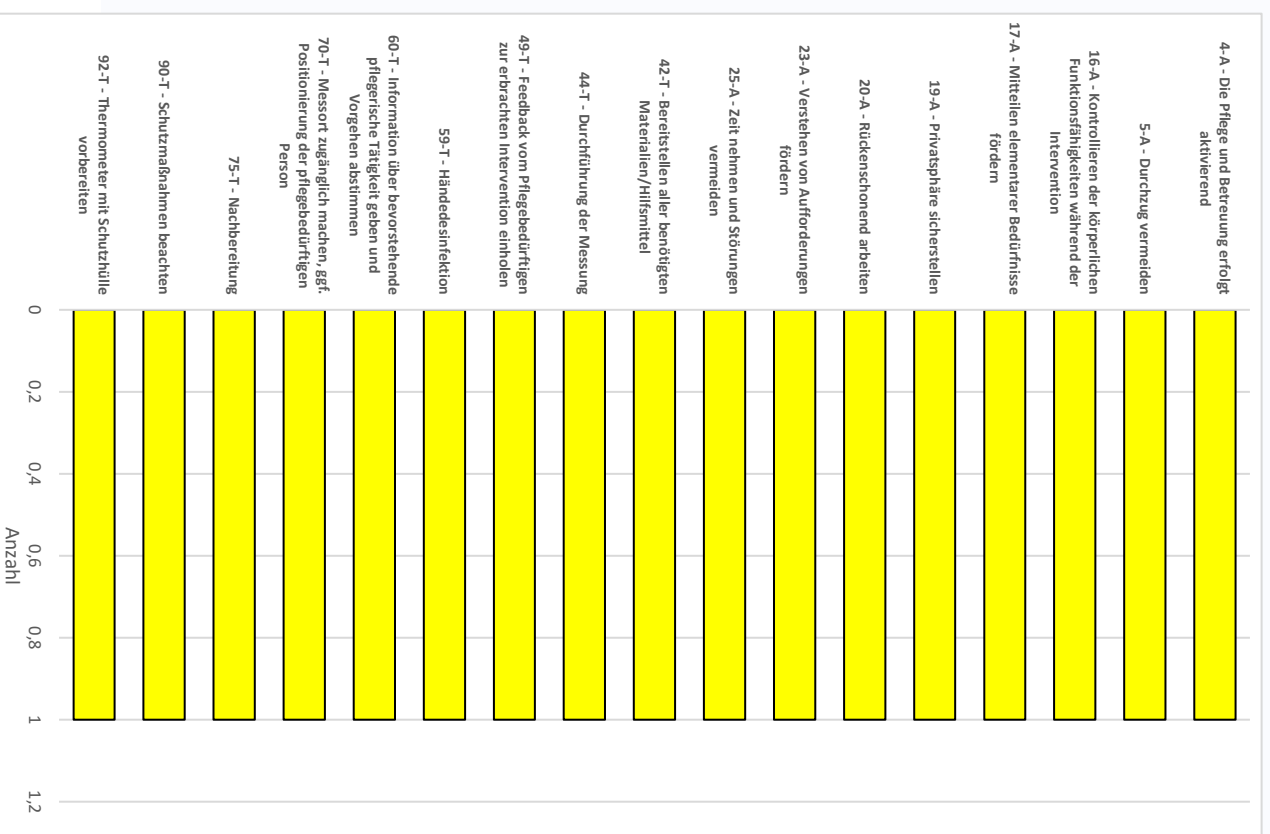 4-A - Die Pflege und Betreuung erfolgt
aktivierend
5-A - Durchzug vermeiden
16-A - Kontrollieren der körperlichen
Funktionsfähigkeiten während der
Intervention
17-A - Mitteilen elementarer Bedürfnisse
fördern
19-A - Privatsphäre sicherstellen
20-A - Rückenschonend arbeiten
23-A - Verstehen von Aufforderungen
fördern
25-A - Zeit nehmen und Störungen
vermeiden
42-T - Bereitstellen aller benötigten
Materialien/Hilfsmittel
44-T - Durchführung der Messung
49-T - Feedback vom Pflegebedürftigen
zur erbrachten Intervention einholen
59-T - Händedesinfektion
60-T - Information über bevorstehende
pflegerische Tätigkeit geben und
Vorgehen abstimmen
70-T - Messort zugänglich machen, ggf.
Positionierung der pflegebedürftigen
Person
75-T - Nachbereitung
90-T - Schutzmaßnahmen beachten
92-T - Thermometer mit Schutzhülle
vorbereiten
0
0,2
0,4
0,6
0,8
1
1,2
Anzahl